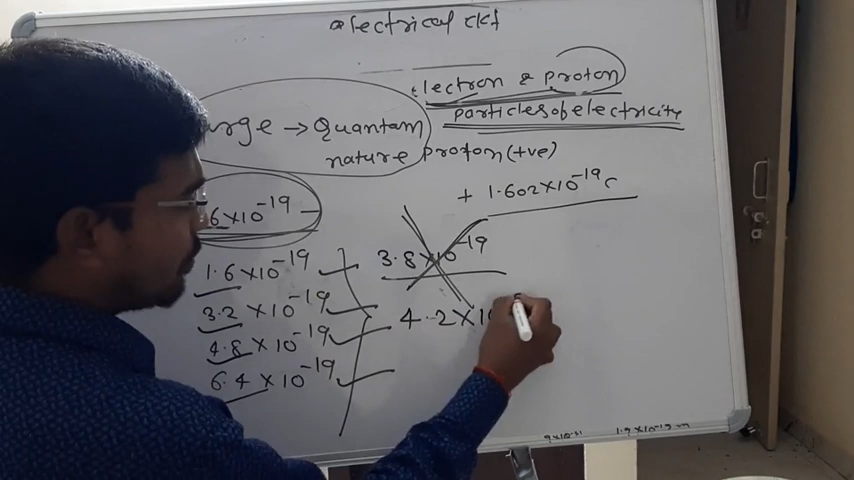 electrical ckt
electron & proton
particles of electricity
arge → Quantam
nature proton (+ve)
+ 1.602×10⁻¹⁹ c
6×10⁻¹⁹
3.8×10⁻¹⁹
1.6×10⁻¹⁹
3.2×10⁻¹⁹
4.2×10
4.8×10⁻¹⁹
6.4×10⁻¹⁹